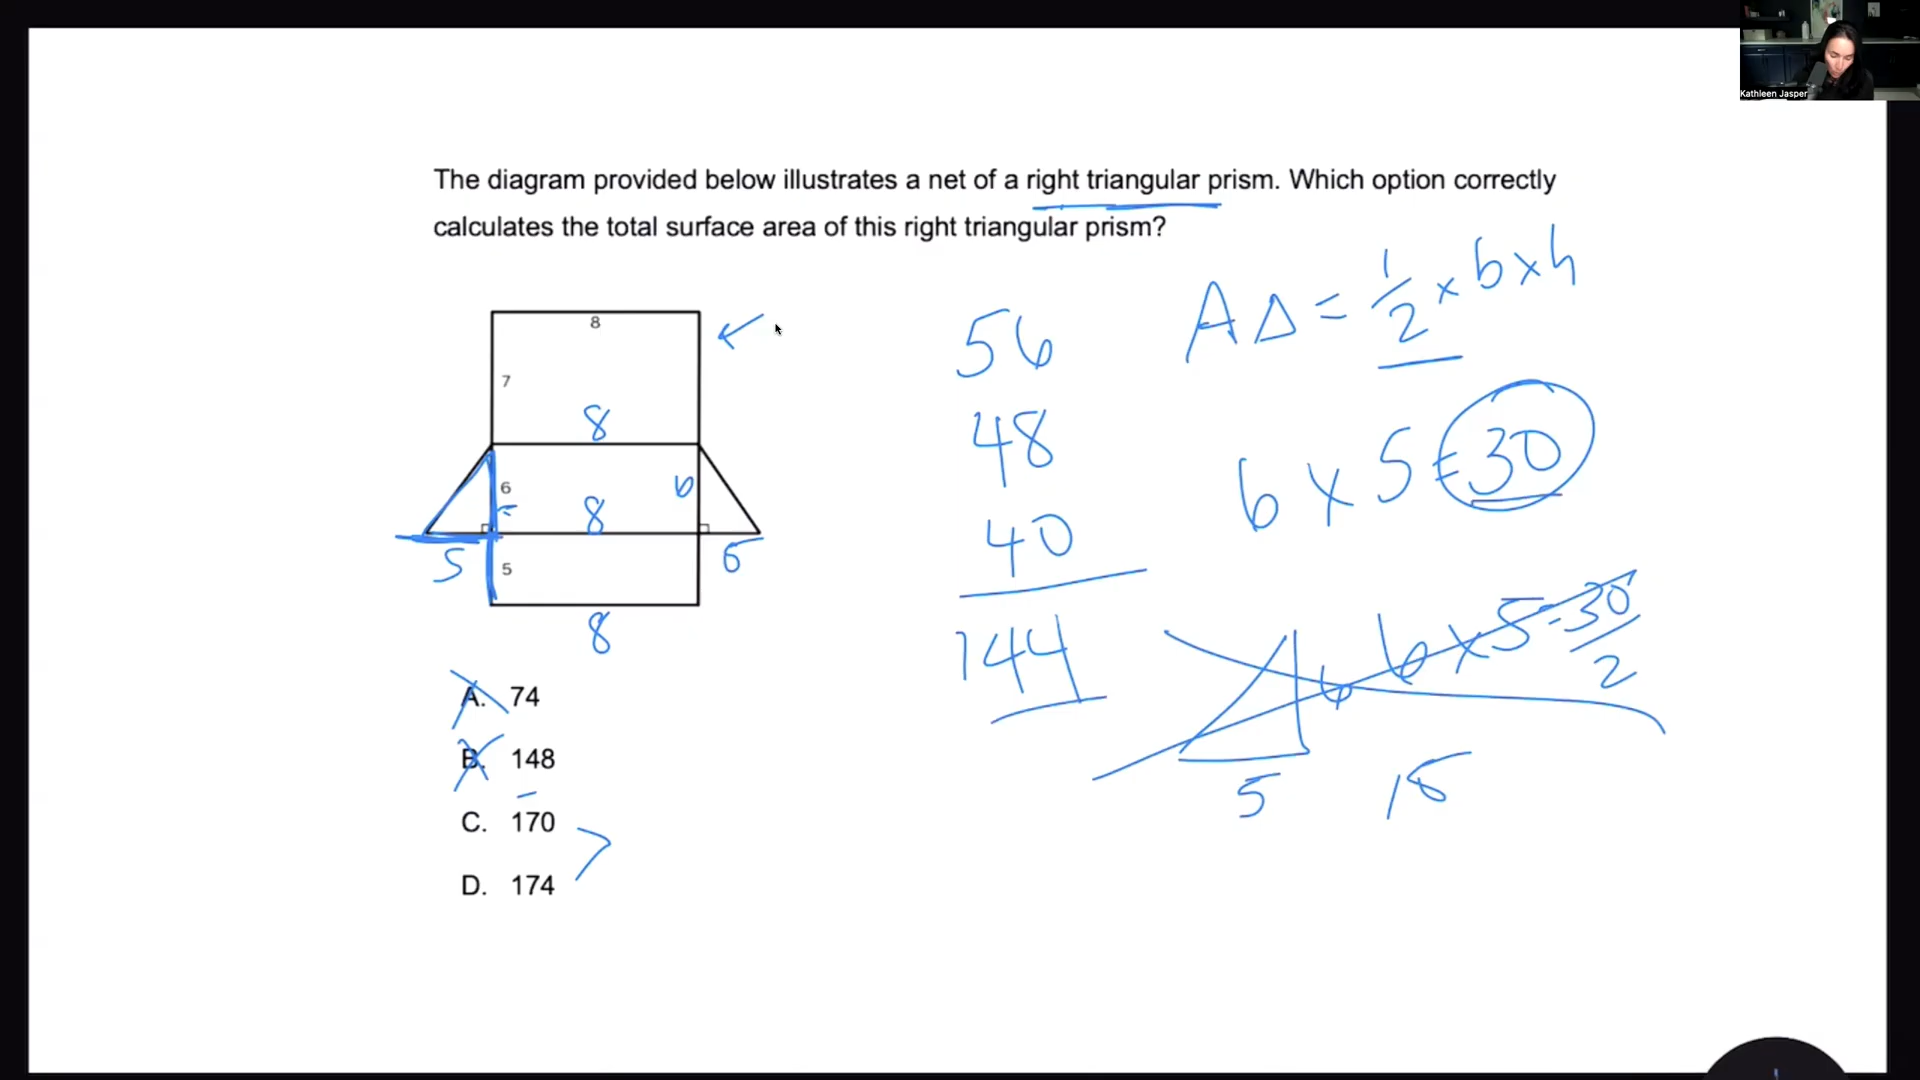 Kathleen Jasper
The diagram provided below illustrates a net of a right triangular prism. Which option correctly
calculates the total surface area of this right triangular prism?
8
7
8
6
6
8
5
5
5
8
A. 74
B. 148
C. 170
D. 174
56
48
40
144
A△ = 1/2 × b × h
6 × 5 = 30
6 × 5 = 30
2
6
5
15